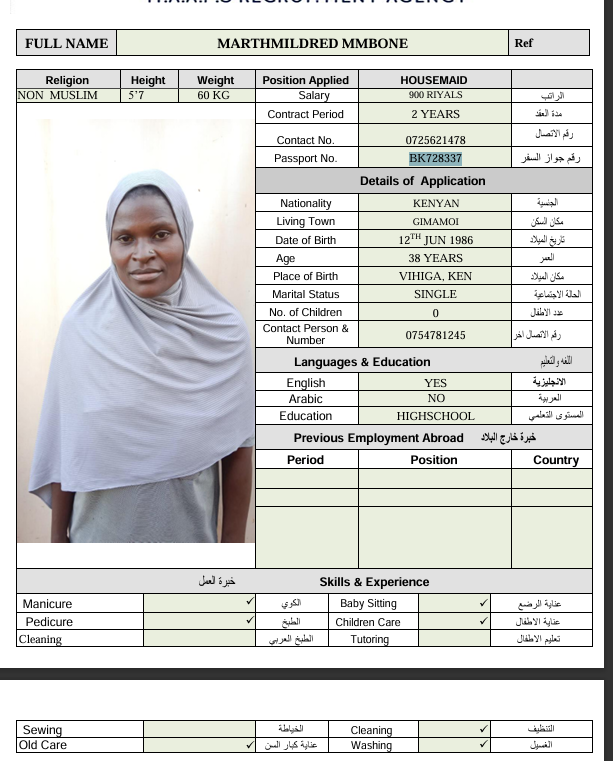 H.A.A.P.S RECRUITMENT AGENCY
FULL NAME MARTHMILDRED MMBONE Ref
Religion Height Weight Position Applied HOUSEMAID
NON MUSLIM 5’7 60 KG Salary 900 RIYALS الراتب
Contract Period 2 YEARS مدة العقد
Contact No. 0725621478 رقم الاتصال
Passport No. BK728337 رقم جواز السفر
Details of Application
Nationality KENYAN الجنسية
Living Town GIMAMOI مكان السكن
Date of Birth 12TH JUN 1986 تاريخ الميلاد
Age 38 YEARS العمر
Place of Birth VIHIGA, KEN مكان الميلاد
Marital Status SINGLE الحالة الاجتماعية
No. of Children 0 عدد الاطفال
Contact Person &
Number 0754781245 رقم الاتصال اخر
Languages & Education اللغه والتعليم
English YES الانجليزية
Arabic NO العربية
Education HIGHSCHOOL المستوى التعلمي
Previous Employment Abroad خبرة خارج البلاد
Period Position Country
خبرة العمل Skills & Experience
Manicure ✓ الكوي Baby Sitting ✓ عناية الرضع
Pedicure ✓ الطبخ Children Care ✓ عناية الاطفال
Cleaning الطبخ العربي Tutoring تعليم الاطفال
Sewing الخياطة Cleaning ✓ التنظيف
Old Care ✓ عناية كبار السن Washing ✓ الغسيل